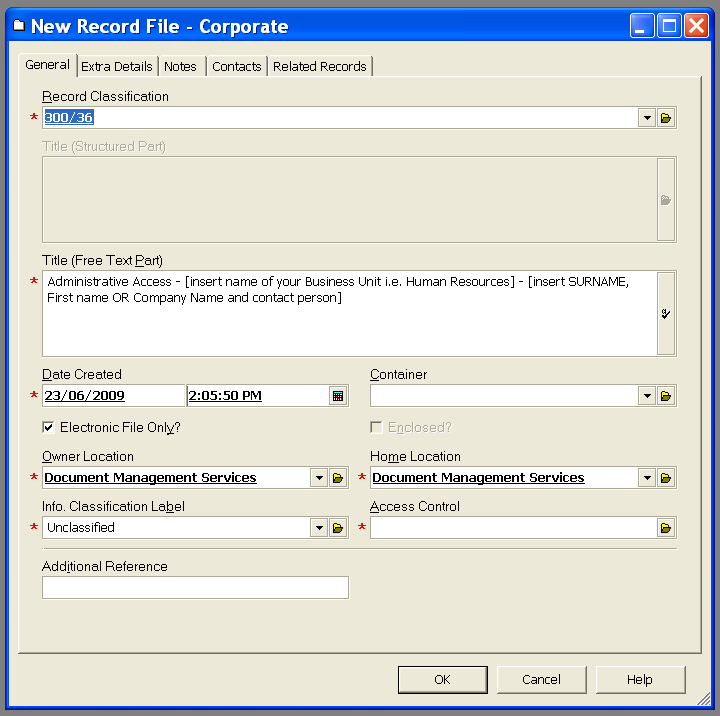 New Record File - Corporate
General Extra Details Notes Contacts Related Records
Record Classification
* 300/36
Title (Structured Part)
Title (Free Text Part)
* Administrative Access - [insert name of your Business Unit i.e. Human Resources] - [insert SURNAME,
First name OR Company Name and contact person]
Date Created Container
* 23/06/2009 2:05:50 PM
Electronic File Only? Enclosed?
Owner Location Home Location
* Document Management Services * Document Management Services
Info. Classification Label Access Control
* Unclassified *
Additional Reference
OK Cancel Help